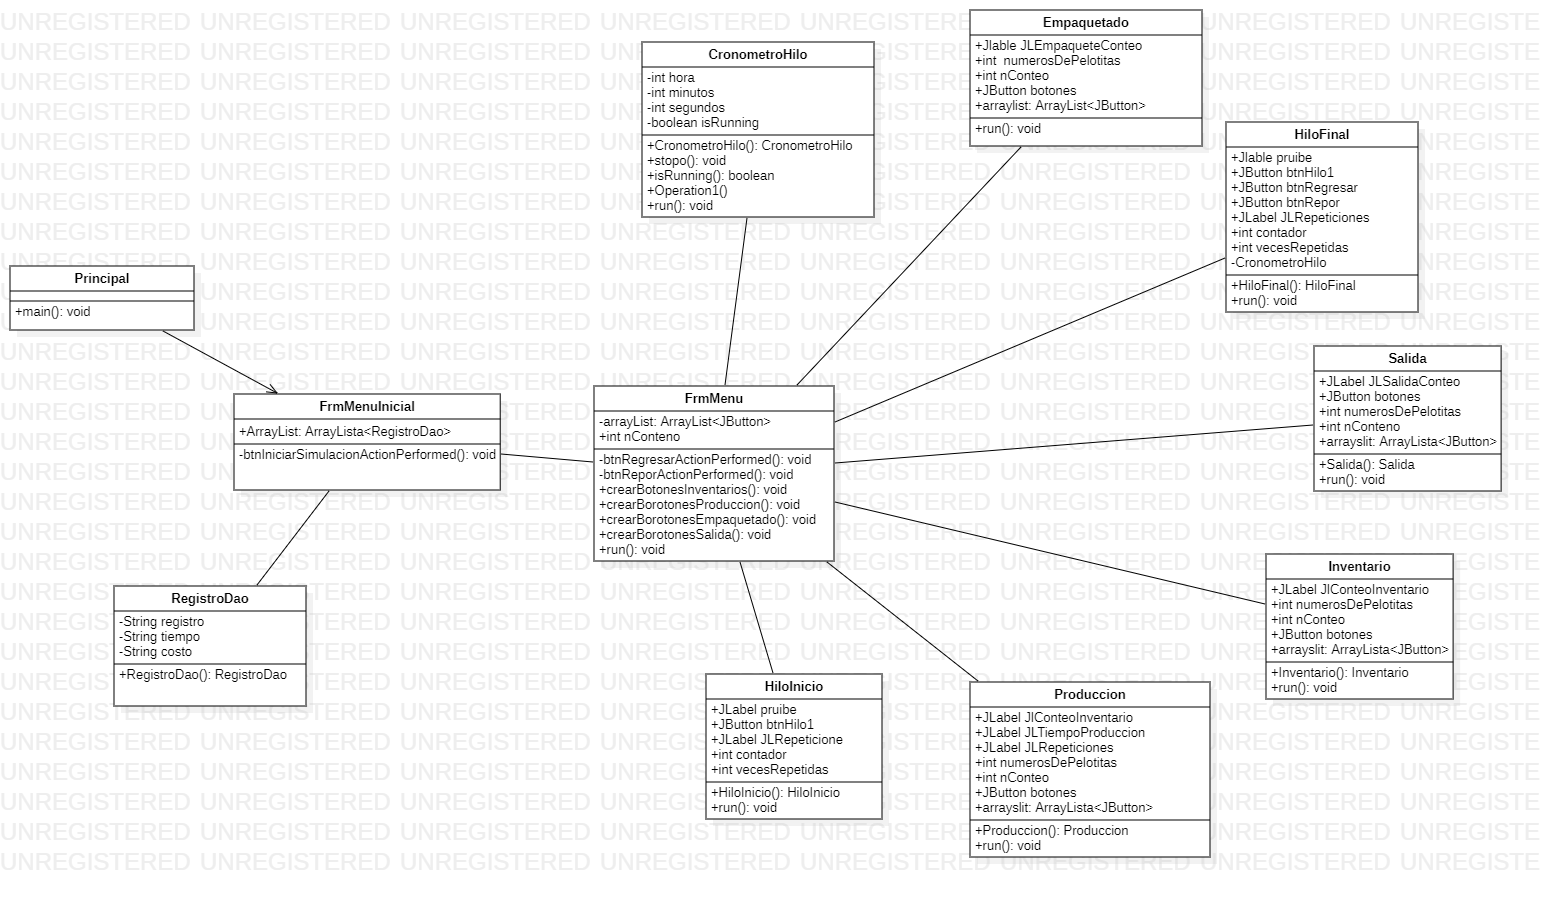 Empaquetado
+Jlable JLEmpaqueteConteo
+int  numerosDePelotitas
+int nConteo
+JButton botones
+arraylist: ArrayList<JButton>
+run(): void
CronometroHilo
-int hora
-int minutos
-int segundos
-boolean isRunning
+CronometroHilo(): CronometroHilo
+stopo(): void
+isRunning(): boolean
+Operation1()
+run(): void
HiloFinal
+Jlable pruibe
+JButton btnHilo1
+JButton btnRegresar
+JButton btnRepor
+JLabel JLRepeticiones
+int contador
+int vecesRepetidas
-CronometroHilo
+HiloFinal(): HiloFinal
+run(): void
Principal
+main(): void
Salida
+JLabel JLSalidaConteo
+JButton botones
+int numerosDePelotitas
+int nConteno
+arrayslit: ArrayLista<JButton>
+Salida(): Salida
+run(): void
FrmMenuInicial
+ArrayList: ArrayLista<RegistroDao>
-btnIniciarSimulacionActionPerformed(): void
FrmMenu
-arrayList: ArrayList<JButton>
+int nConteno
-btnRegresarActionPerformed(): void
-btnReporActionPerformed(): void
+crearBotonesInventarios(): void
+crearBorotonesProduccion(): void
+crearBorotonesEmpaquetado(): void
+crearBorotonesSalida(): void
+run(): void
Inventario
+JLabel JlConteoInventario
+int numerosDePelotitas
+int nConteo
+JButton botones
+arrayslit: ArrayLista<JButton>
+Inventario(): Inventario
+run(): void
RegistroDao
-String registro
-String tiempo
-String costo
+RegistroDao(): RegistroDao
HiloInicio
+JLabel pruibe
+JButton btnHilo1
+JLabel JLRepeticione
+int contador
+int vecesRepetidas
+HiloInicio(): HiloInicio
+run(): void
Produccion
+JLabel JlConteoInventario
+JLabel JLTiempoProduccion
+JLabel JLRepeticiones
+int numerosDePelotitas
+int nConteo
+JButton botones
+arrayslit: ArrayLista<JButton>
+Produccion(): Produccion
+run(): void
UNREGISTERED